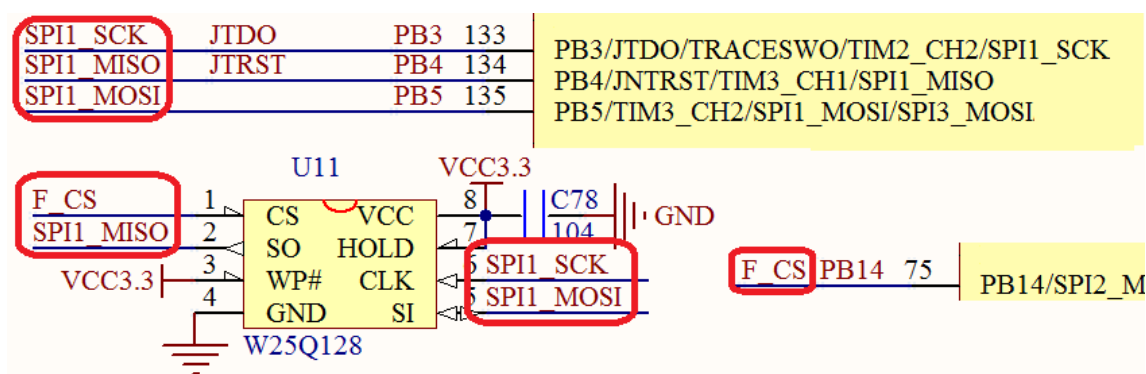 SPI1_SCK JTDO PB3 133
SPI1_MISO JTRST PB4 134
SPI1_MOSI PB5 135
PB3/JTDO/TRACESWO/TIM2_CH2/SPI1_SCK
PB4/JNTRST/TIM3_CH1/SPI1_MISO
PB5/TIM3_CH2/SPI1_MOSI/SPI3_MOSI
U11
VCC3.3
F_CS 1 CS VCC 8 C78
SPI1_MISO 2 SO HOLD 7 104 GND
VCC3.3 3 WP# CLK 6 SPI1_SCK
4 GND SI 5 SPI1_MOSI
W25Q128
F_CS PB14 75 PB14/SPI2_M